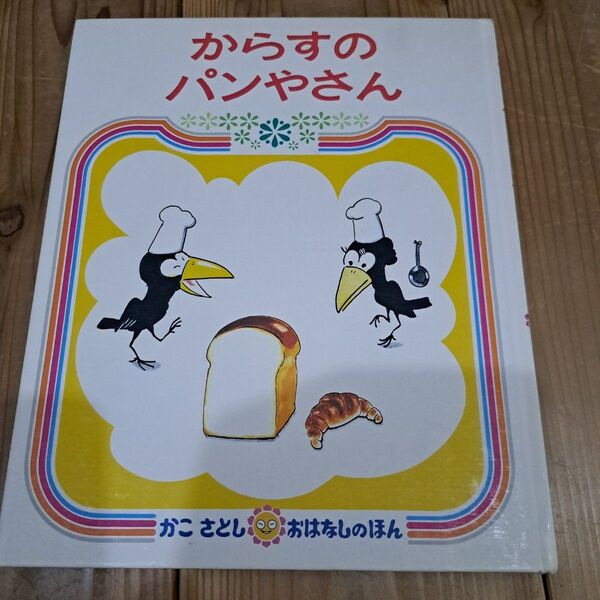 からすの
パンやさん
かこ さとし おはなしのほん